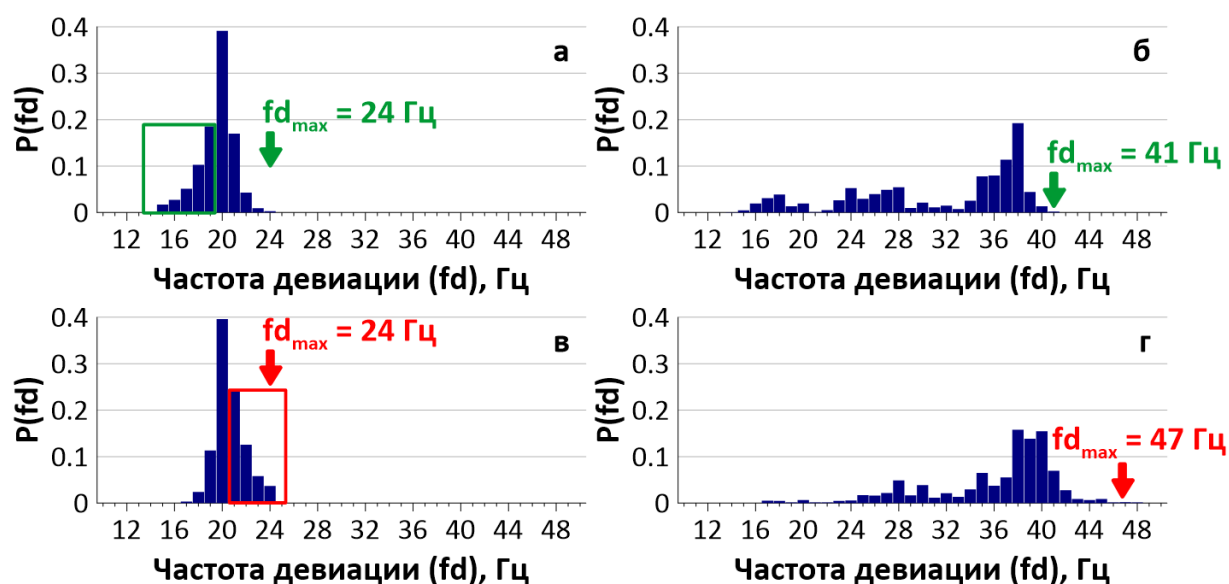 0.4
0.3
0.2
0.1
0
P(fd)
а
fdmax = 24 Гц
12 16 20 24 28 32 36 40 44 48
Частота девиации (fd), Гц
0.4
0.3
0.2
0.1
0
P(fd)
б
fdmax = 41 Гц
12 16 20 24 28 32 36 40 44 48
Частота девиации (fd), Гц
0.4
0.3
0.2
0.1
0
P(fd)
в
fdmax = 24 Гц
12 16 20 24 28 32 36 40 44 48
Частота девиации (fd), Гц
0.4
0.3
0.2
0.1
0
P(fd)
г
fdmax = 47 Гц
12 16 20 24 28 32 36 40 44 48
Частота девиации (fd), Гц